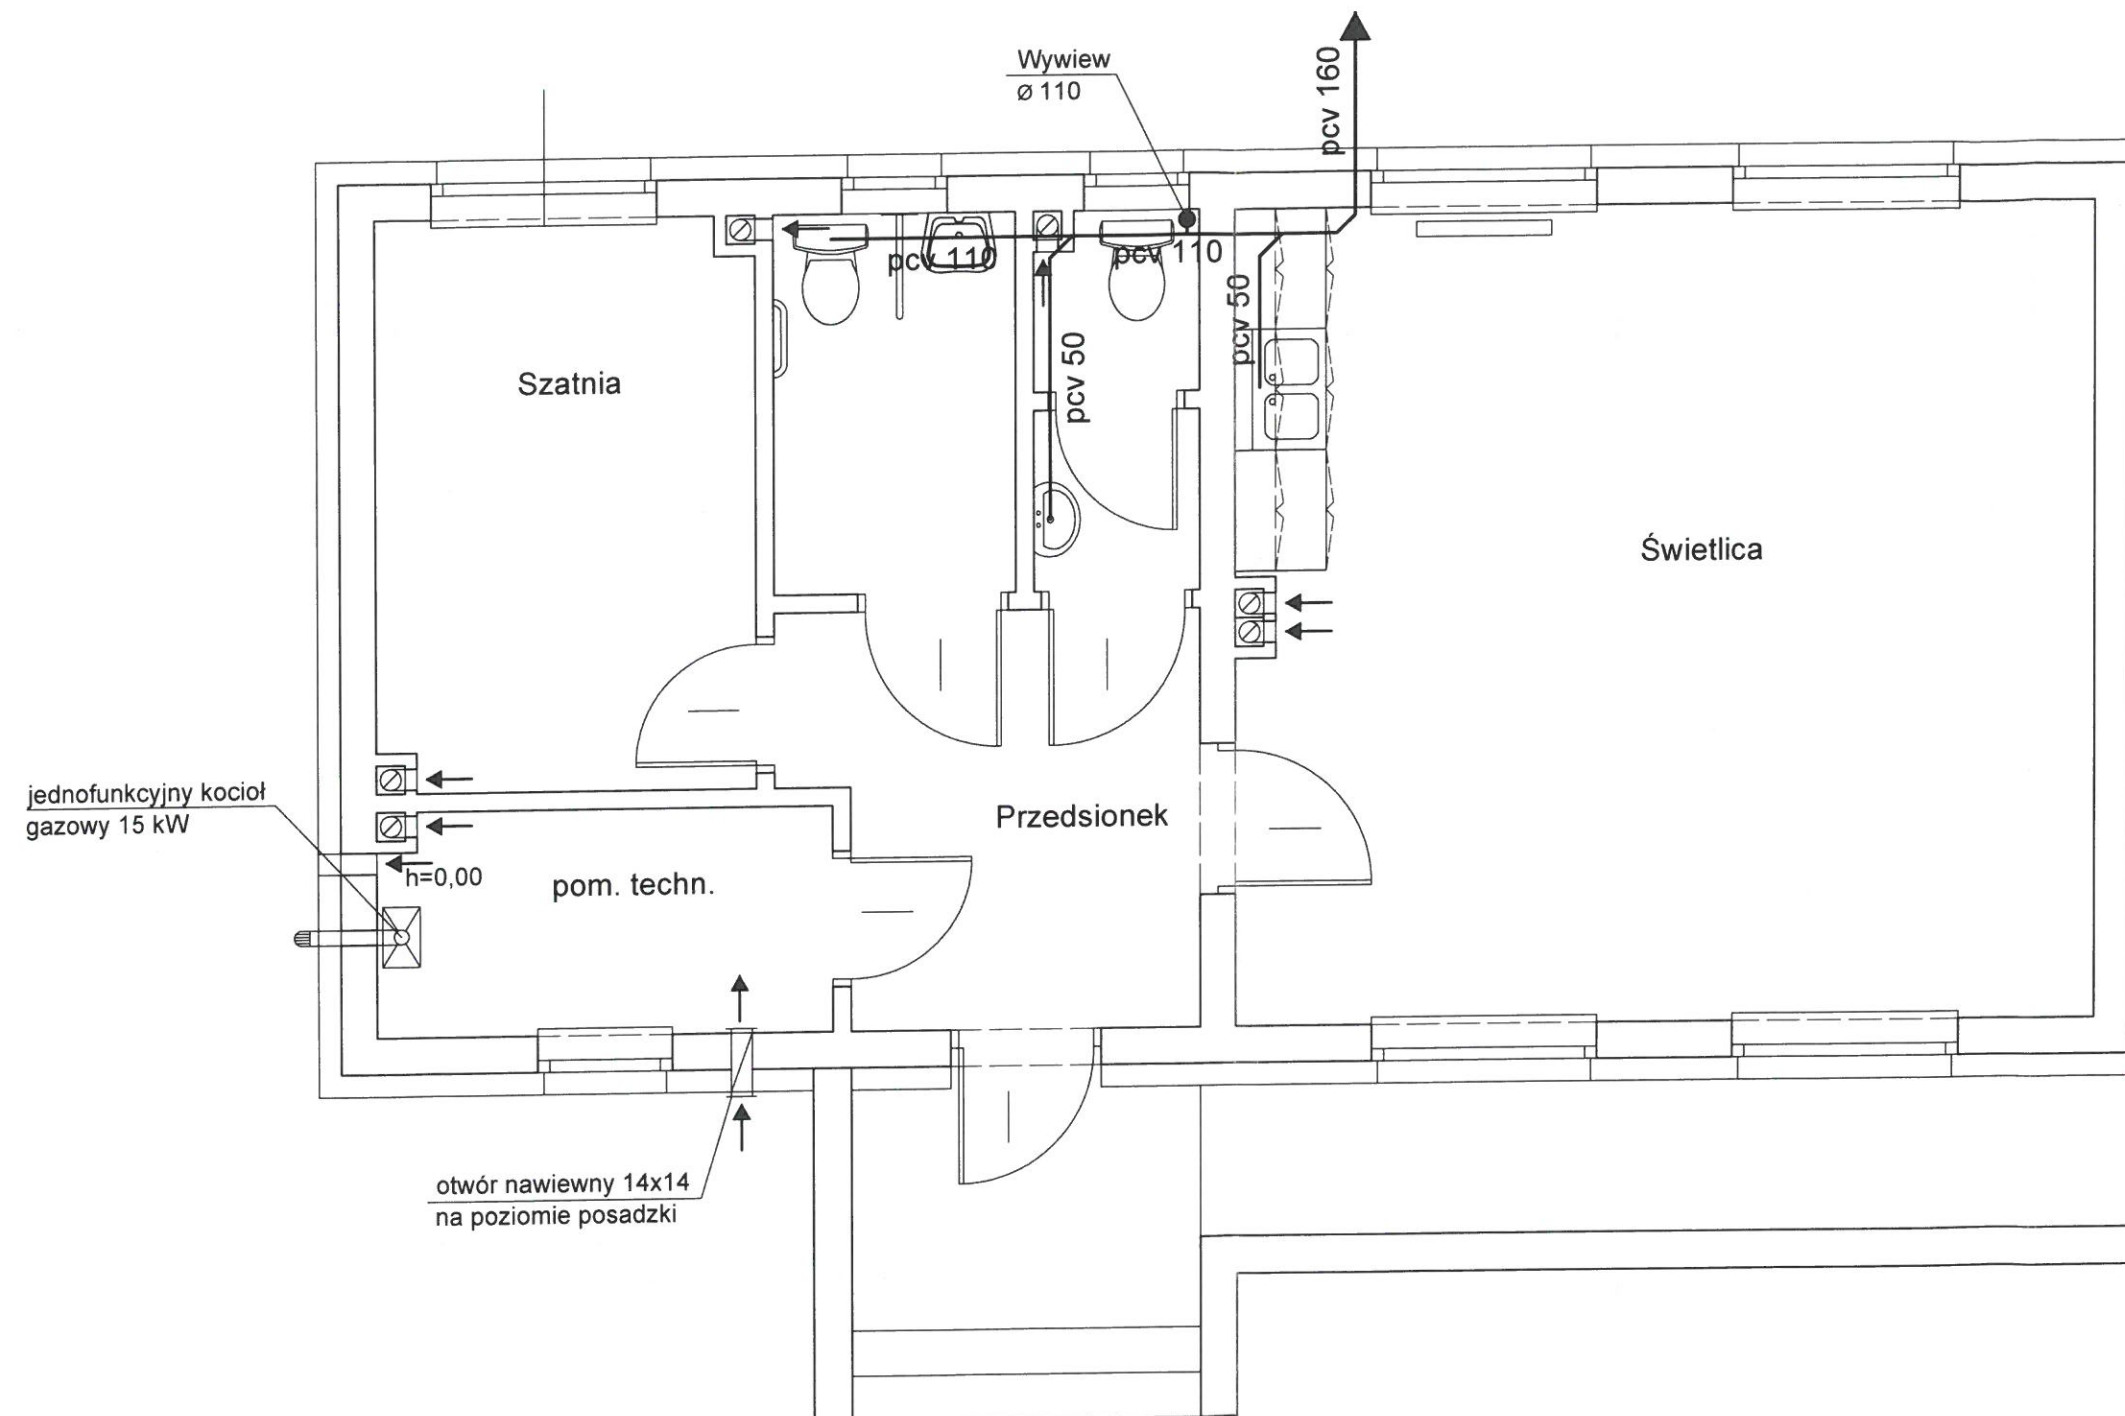 Wywiew
ø 110
pcv 160
pcv 110
pcv 110
pcv 50
pcv 50
Szatnia
Świetlica
jednofunkcyjny kocioł
gazowy 15 kW
Przedsionek
h=0,00
pom. techn.
otwór nawiewny 14x14
na poziomie posadzki